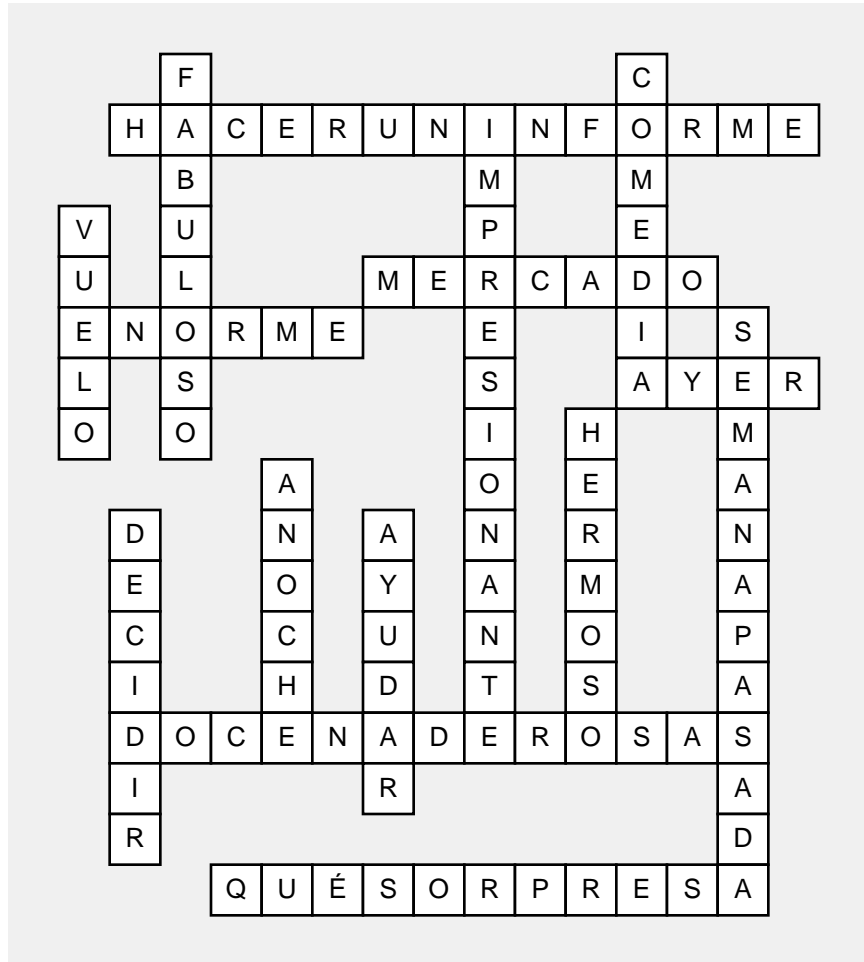 F C
H A C E R U N I N F O R M E
B M M
V U P E
U L M E R C A D O
E N O R M E E I S
L S S A Y E R
O O I H M
A O E A
D N A N R N
E O Y A M A
C C U N O P
I H D T S A
D O C E N A D E R O S A S
I R A
R D
Q U É S O R P R E S A